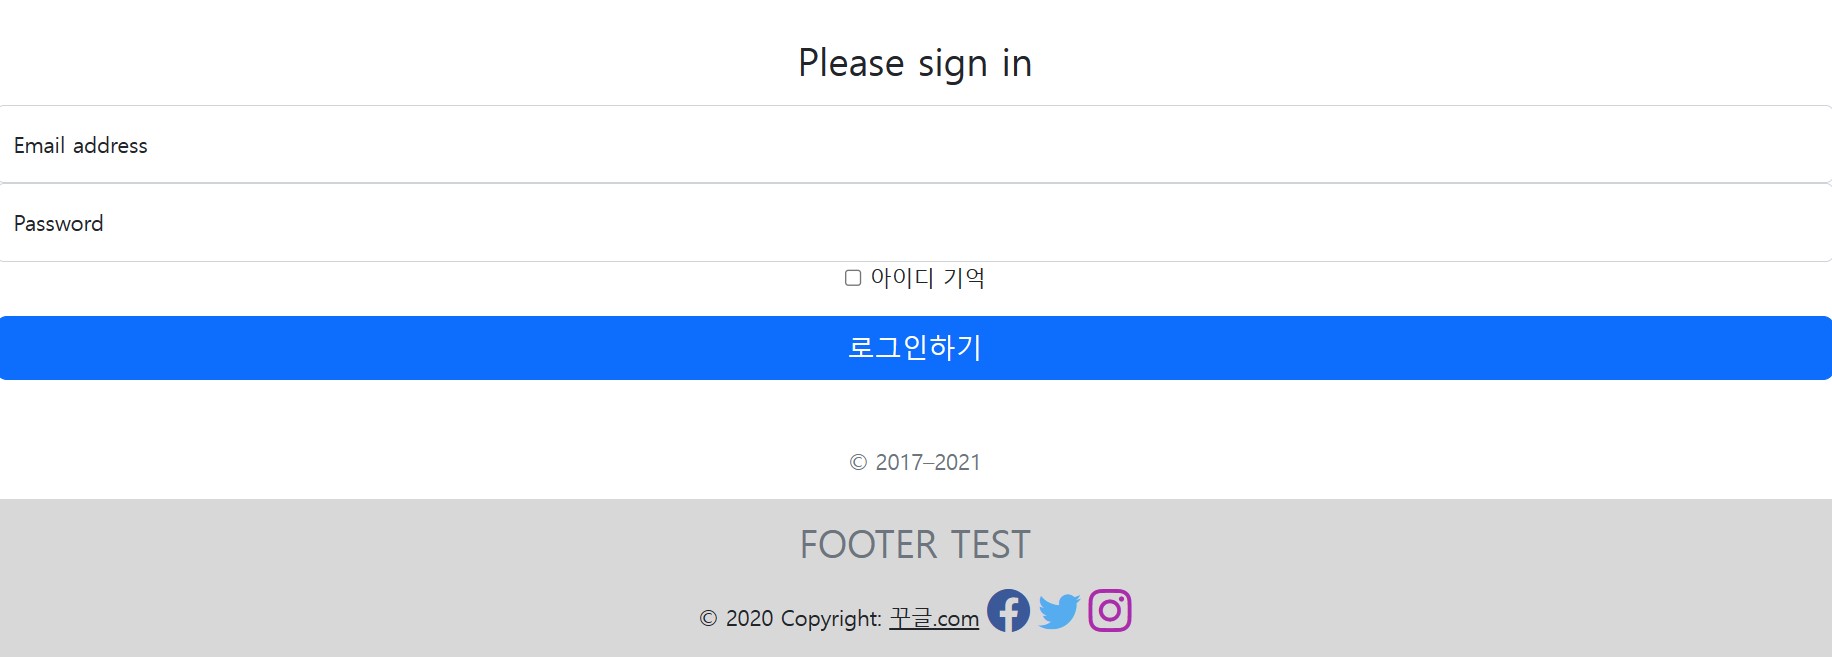 Please sign in
Email address
Password
아이디 기억
로그인하기
© 2017–2021
FOOTER TEST
© 2020 Copyright: 꾸글.com